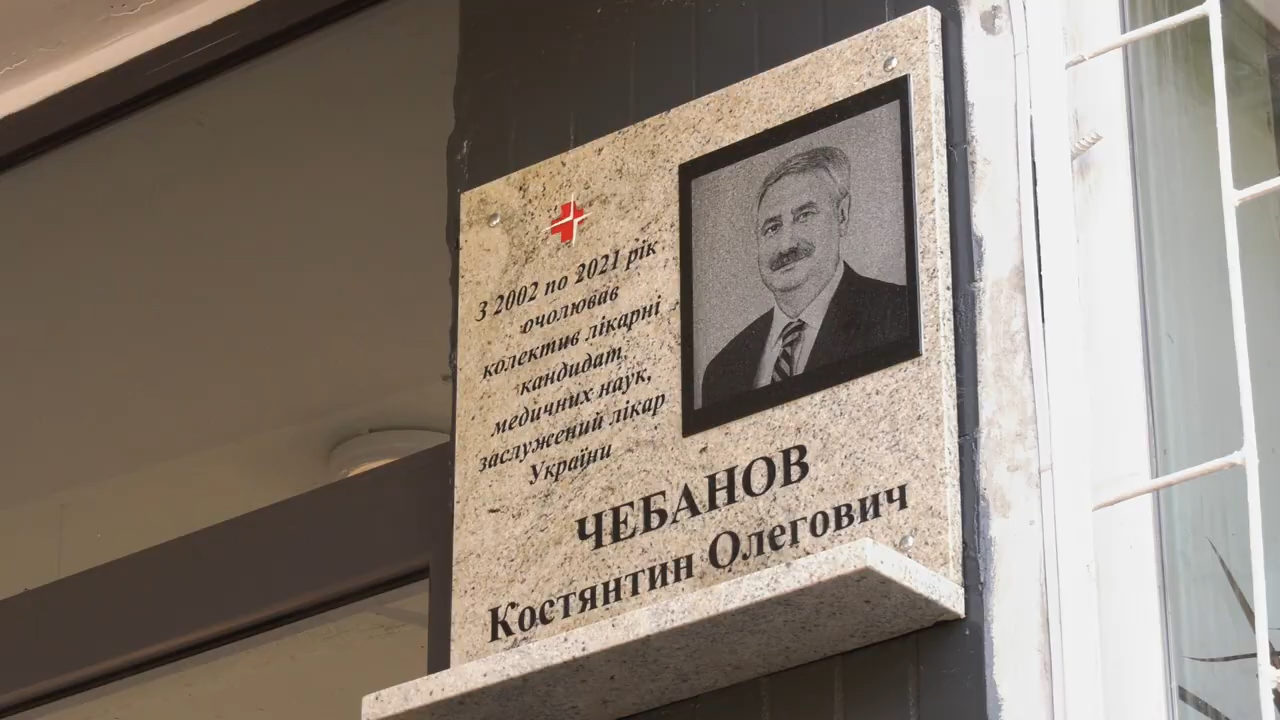 З 2002 по 2021 рік
очолював
колектив лікарні
кандидат
медичних наук,
заслужений лікар
України
ЧЕБАНОВ
Костянтин Олегович